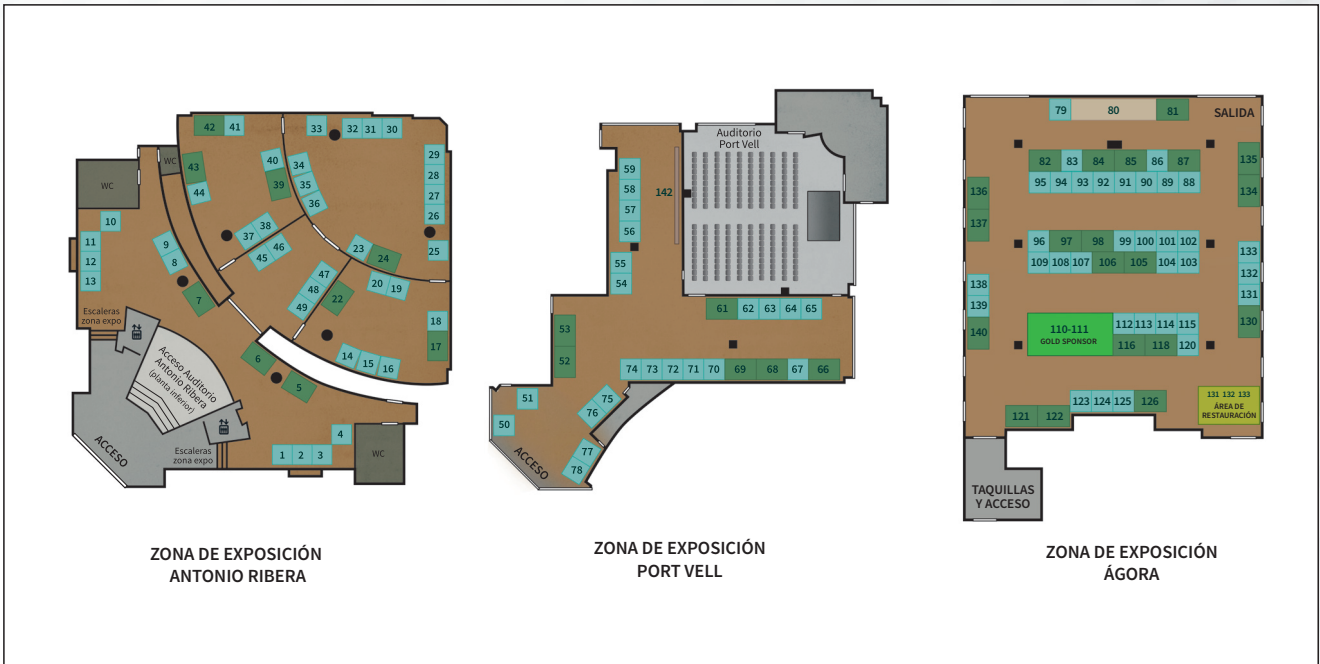 42 41
33 32 31 30
43
44
WC
40
39
34
35
36
29
28
27
26
25
WC
10
11
12
13
9
8
7
37 38
45 46
23 24
20 19
47
48
49
22
18
17
14 15 16
Escaleras
zona expo
Acceso Auditorio
Antonio Ribera
(planta inferior)
6
5
ACCESO
Escaleras
zona expo
1 2 3
4
WC
ZONA DE EXPOSICIÓN
ANTONIO RIBERA
Auditorio
Port Vell
59
58
57
56
142
55
54
61 62 63 64 65
53
52
74 73 72 71 70 69 68 67 66
51
50
75
76
77
78
ACCESO
ZONA DE EXPOSICIÓN
PORT VELL
79 80 81
SALIDA
82 83 84 85 86 87
95 94 93 92 91 90 89 88
135
134
136
137
96 97 98 99 100 101 102
109 108 107 106 105 104 103
133
132
131
130
138
139
140
110-111
GOLD SPONSOR
112 113 114 115
116 118 120
123 124 125 126
121 122
131 132 133
ÁREA DE
RESTAURACIÓN
TAQUILLAS
Y ACCESO
ZONA DE EXPOSICIÓN
ÁGORA